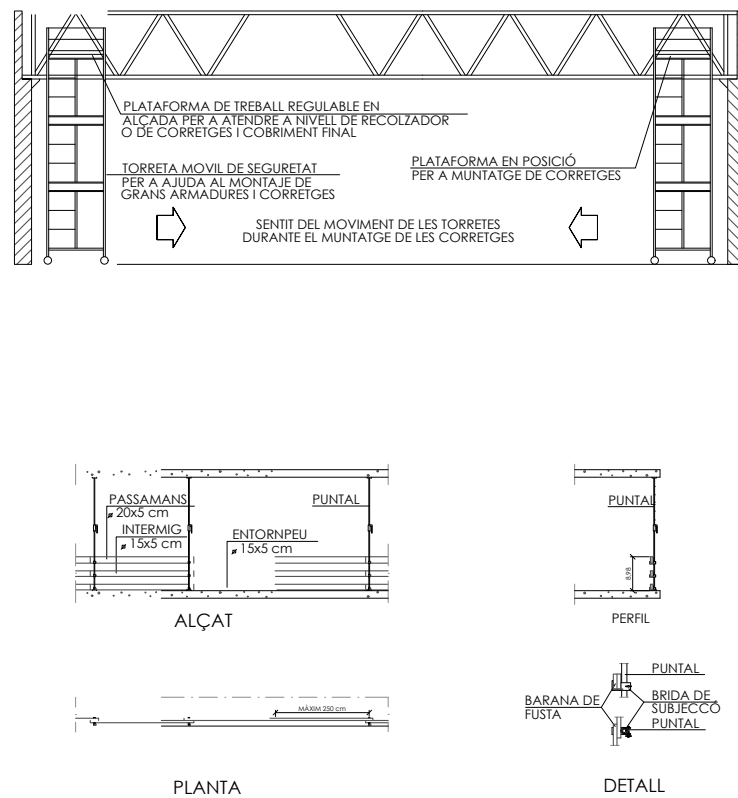 PLATAFORMA DE TREBALL REGULABLE EN
ALÇADA PER A ATENDRE A NIVELL DE RECOLZADOR
O DE CORRETGES I COBRIMENT FINAL
TORRETA MOVIL DE SEGURETAT
PER A AJUDA AL MONTAJE DE
GRANS ARMADURES I CORRETGES
PLATAFORMA EN POSICIÓ
PER A MUNTATGE DE CORRETGES
SENTIT DEL MOVIMENT DE LES TORRETES
DURANTE EL MUNTATGE DE LES CORRETGES
PASSAMANS
20x5 cm
INTERMIG
15x5 cm
PUNTAL
ENTORNPEU
15x5 cm
ALÇAT
PUNTAL
8,98
PERFIL
MÀXIM 250 cm
PLANTA
PUNTAL
BARANA DE
FUSTA
BRIDA DE
SUBJECCÓ
PUNTAL
DETALL